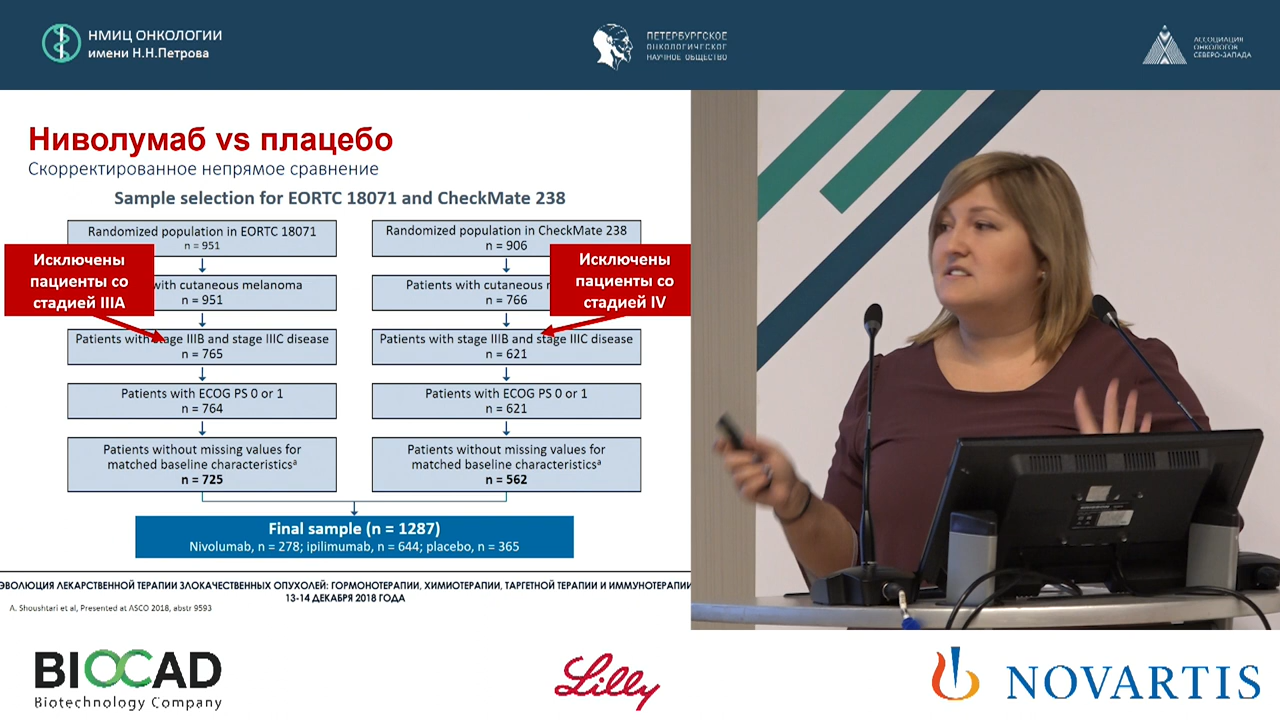 НМИЦ ОНКОЛОГИИ
имени Н.Н.Петрова
ПЕТЕРБУРГСКОЕ
ОНКОЛОГИЧЕСКОЕ
НАУЧНОЕ ОБЩЕСТВО
АССОЦИАЦИЯ
ОНКОЛОГОВ
СЕВЕРО-ЗАПАДА
Ниволумаб vs плацебо
Скорректированное непрямое сравнение
Sample selection for EORTC 18071 and CheckMate 238
Randomized population in EORTC 18071
n = 951
Исключены
пациенты со
стадией IIIA
with cutaneous melanoma
n = 951
Patients with stage IIIB and stage IIIC disease
n = 765
Patients with ECOG PS 0 or 1
n = 764
Patients without missing values for
matched baseline characteristicsᵃ
n = 725
Randomized population in CheckMate 238
n = 906
Исключены
пациенты со
стадией IV
Patients with cutaneous
n = 766
Patients with stage IIIB and stage IIIC disease
n = 621
Patients with ECOG PS 0 or 1
n = 621
Patients without missing values for
matched baseline characteristicsᵃ
n = 562
Final sample (n = 1287)
Nivolumab, n = 278; ipilimumab, n = 644; placebo, n = 365
ЭВОЛЮЦИЯ ЛЕКАРСТВЕННОЙ ТЕРАПИИ ЗЛОКАЧЕСТВЕННЫХ ОПУХОЛЕЙ: ГОРМОНОТЕРАПИИ, ХИМИОТЕРАПИИ, ТАРГЕТНОЙ ТЕРАПИИ И ИММУНОТЕРАПИИ
13-14 ДЕКАБРЯ 2018 ГОДА
A. Shoushtari et al, Presented at ASCO 2018, abstr 9593
BIOCAD
Biotechnology Company
Lilly
NOVARTIS